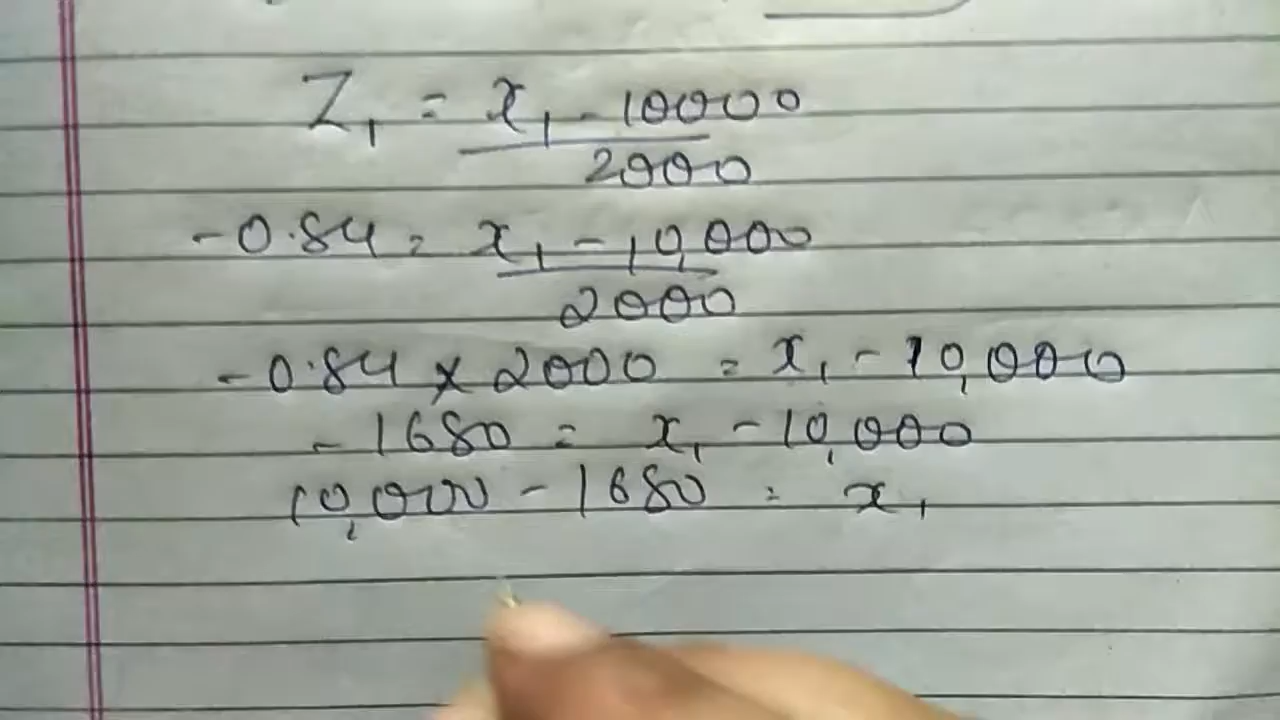 Z₁ = x₁ - 10000
2000
-0.84 = x₁ - 10,000
2000
-0.84 × 2000 = x₁ - 10,000
-1680 = x₁ - 10,000
10,000 - 1680 = x₁